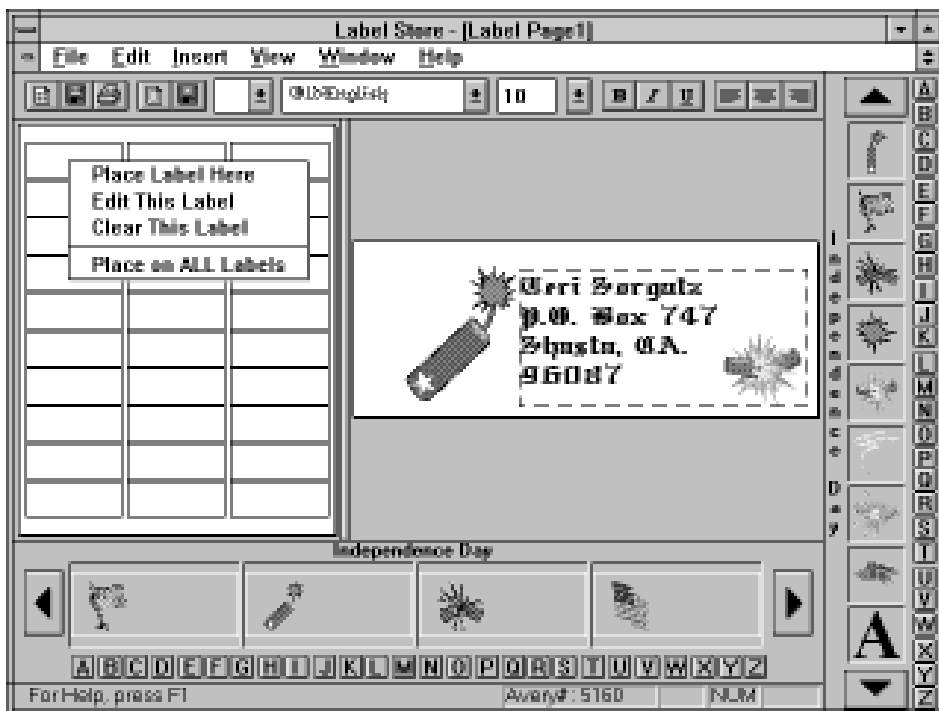 Label Store - [Label Page1]
File Edit Insert View Window Help
OldEnglish 10 B I U
Place Label Here
Edit This Label
Clear This Label
Place on ALL Labels
Teri Sorgatz
P.O. Box 747
Shasta, CA.
96087
Independence Day
A
Independence Day
A B C D E F G H I J K L M N O P Q R S T U V W X Y Z
A B C D E F G H I J K L M N O P Q R S T U V W X Y Z
For Help, press F1 Avery#: 5160 NUM